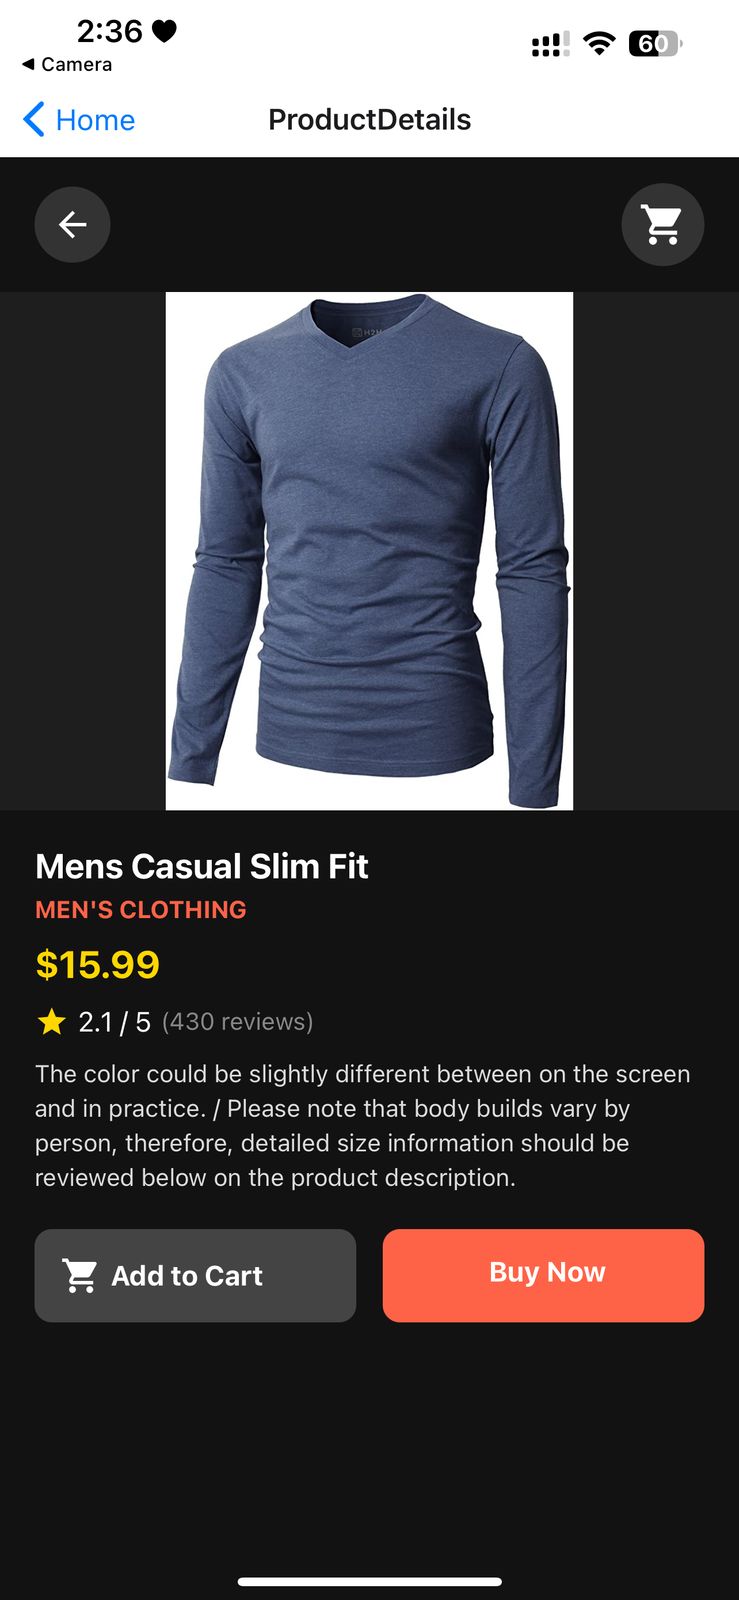 2:36
Camera
60
Home
ProductDetails
Mens Casual Slim Fit
MEN'S CLOTHING
$15.99
2.1 / 5 (430 reviews)
The color could be slightly different between on the screen
and in practice. / Please note that body builds vary by
person, therefore, detailed size information should be
reviewed below on the product description.
Add to Cart
Buy Now